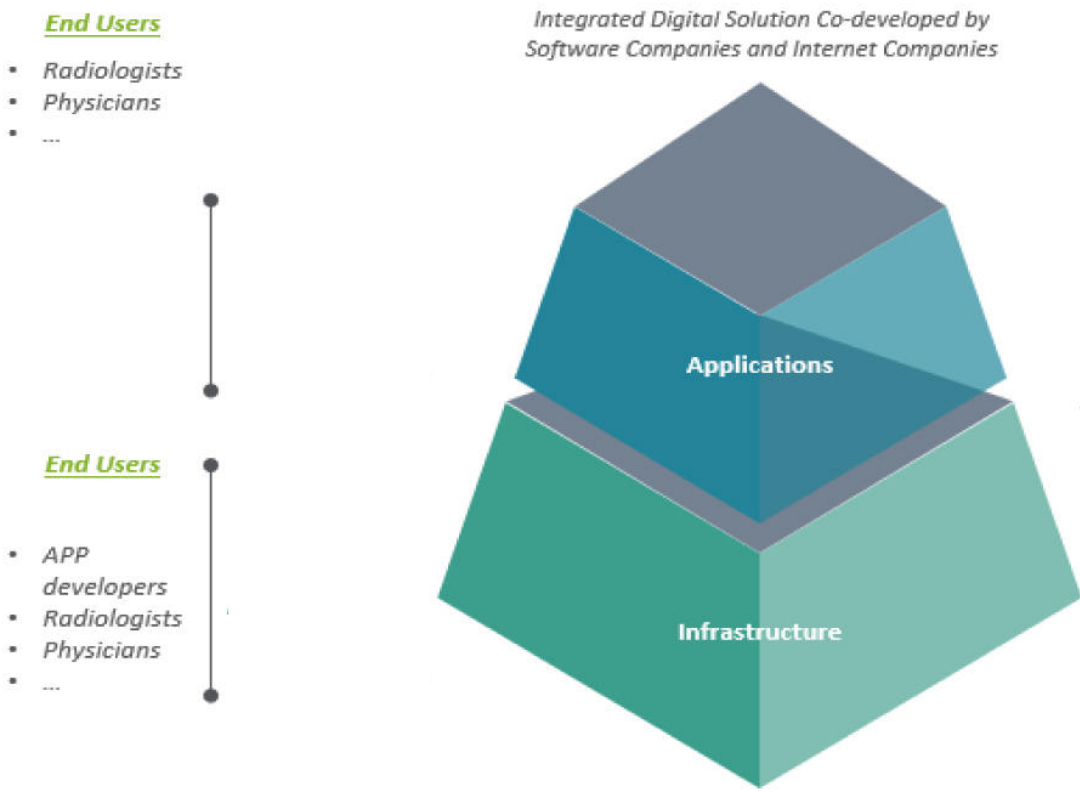 End Users
• Radiologists
• Physicians
• ...
Integrated Digital Solution Co-developed by
Software Companies and Internet Companies
Applications
End Users
• APP
developers
• Radiologists
• Physicians
• ...
Infrastructure